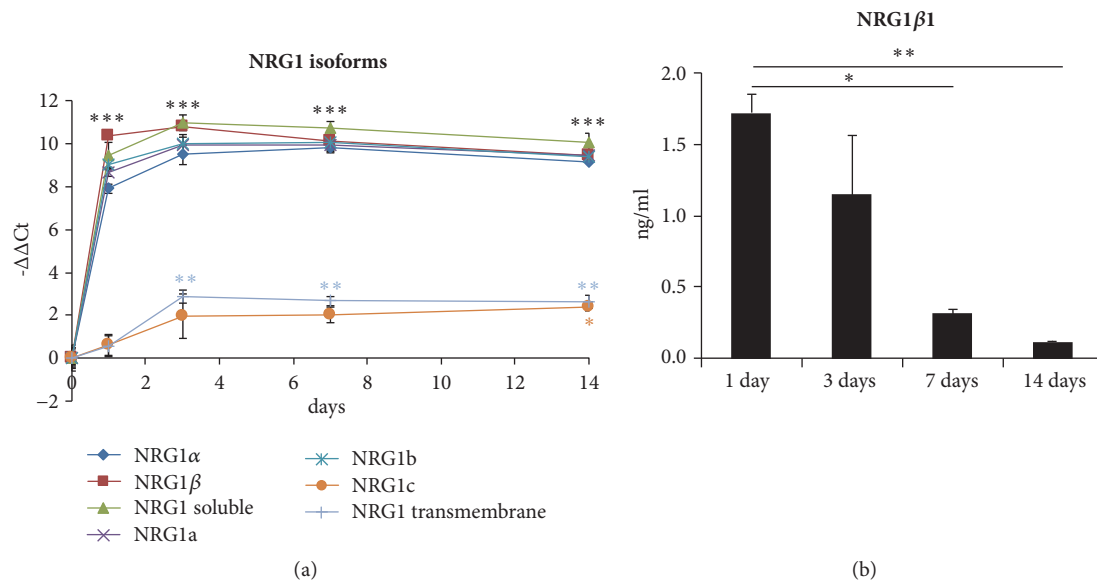 NRG1 isoforms
12
10
8
6
4
2
0
−2
-ΔΔCt
***
***
***
***
**
**
**
*
0 2 4 6 8 10 12 14
days
NRG1α
NRG1β
NRG1 soluble
NRG1a
NRG1b
NRG1c
NRG1 transmembrane
(a)
NRG1β1
**
*
2.0
1.5
1.0
0.5
0.0
ng/ml
1 day 3 days 7 days 14 days
(b)